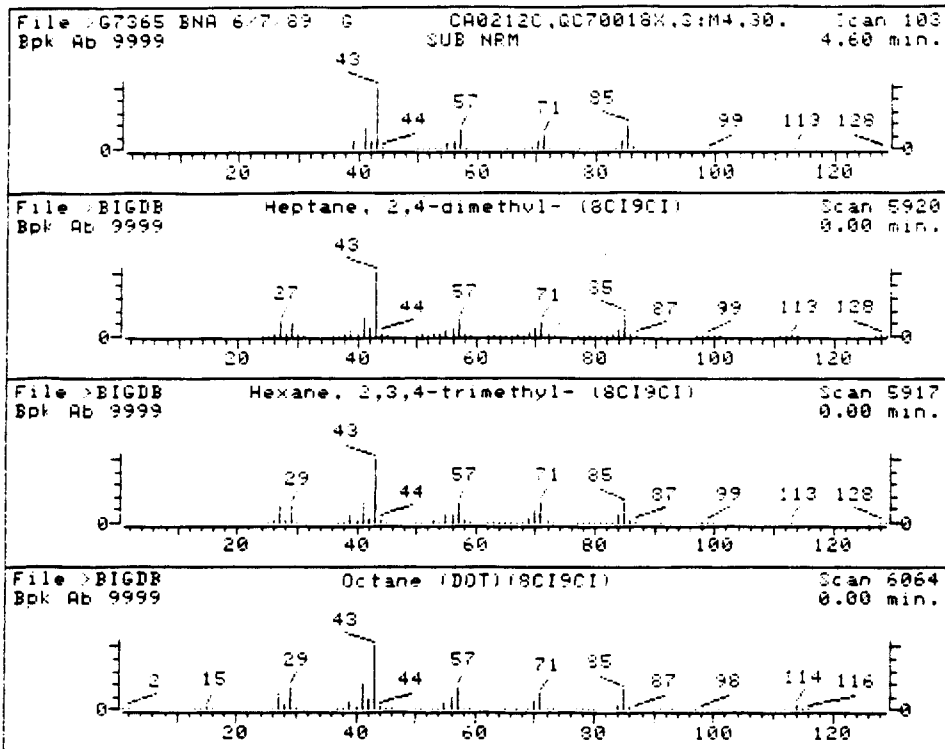 File >G7365 BNA 6/7/89 G CA0212C,QC70018X,S:M4,30. Scan 103
Bpk Ab 9999 SUB NRM 4.60 min.
43 44 57 71 85 99 113 128
0 0
20 40 60 80 100 120
File >BIGDB Heptane, 2,4-dimethyl- (8CI9CI) Scan 5920
Bpk Ab 9999 0.00 min.
27 43 44 57 71 85 87 99 113 128
0 0
20 40 60 80 100 120
File >BIGDB Hexane, 2,3,4-trimethyl- (8CI9CI) Scan 5917
Bpk Ab 9999 0.00 min.
29 43 44 57 71 85 87 99 113 128
0 0
20 40 60 80 100 120
File >BIGDB Octane (DOT)(8CI9CI) Scan 6064
Bpk Ab 9999 0.00 min.
2 15 29 43 44 57 71 85 87 98 114 116
0 0
20 40 60 80 100 120